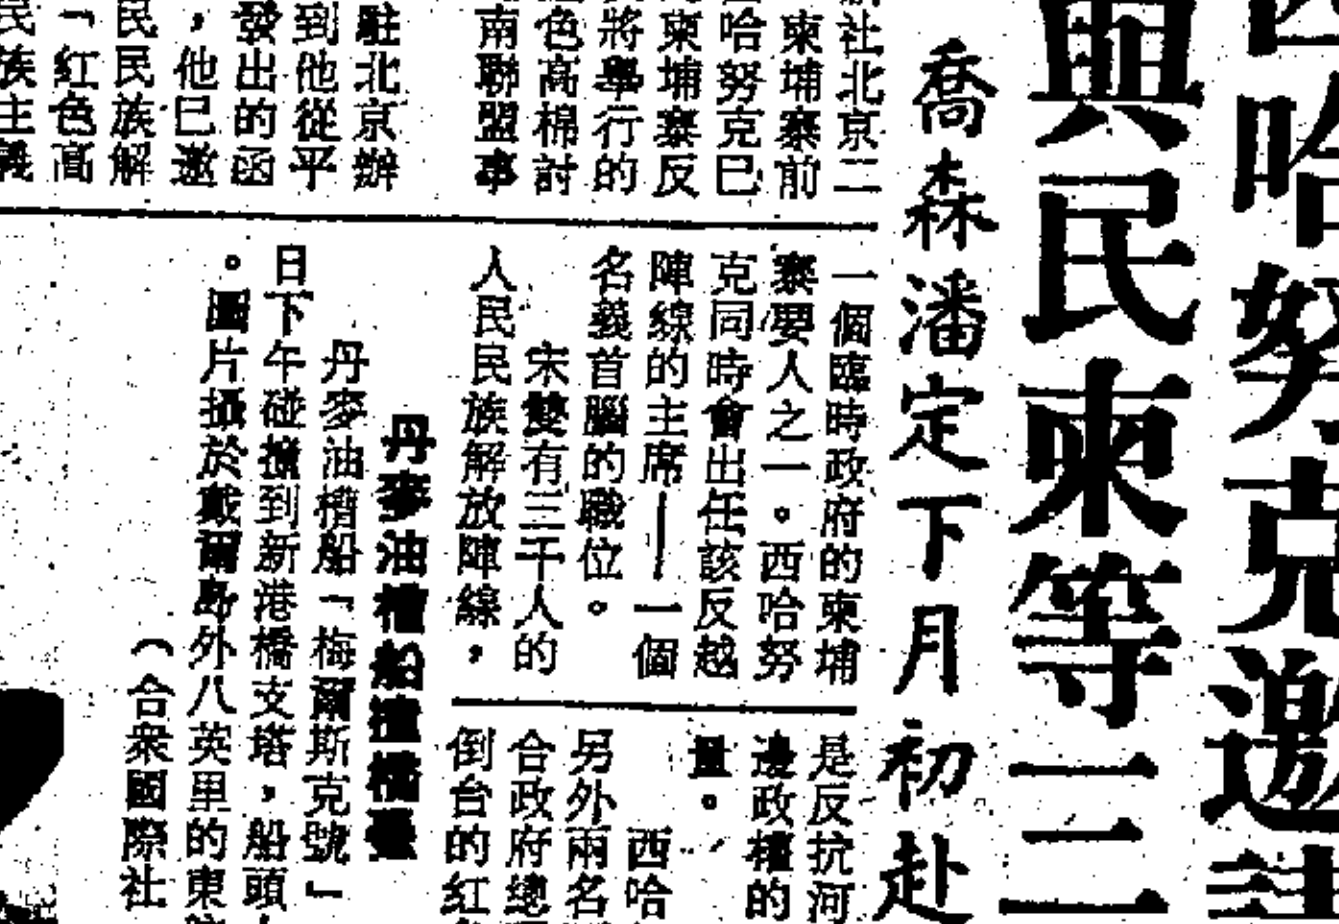 哈努克邀
與民柬等三
喬森潘定下月初赴
社北京二
柬埔寨前
哈努克已
柬埔寨反
將舉行的
色高棉討
南聯盟事
駐北京辦
到他從平
發出的函
，他已邀
民民族解
「紅色高
民族主義
一個臨時政府的柬埔
寨要人之一。西哈努
克同時會出任該反越
陣線的主席——一個
名義首腦的職位。
宋雙有三千人的
人民民族解放陣線，
是反抗河
邊政權的
量。
西哈
另外兩名
合政府總
倒台的紅
丹麥油槽船撞橋
丹麥油槽船「梅爾斯克號」
日下午碰撞到新港橋支塔，船頭
。圖片攝於戴爾島外八英里的東
（合衆國際社